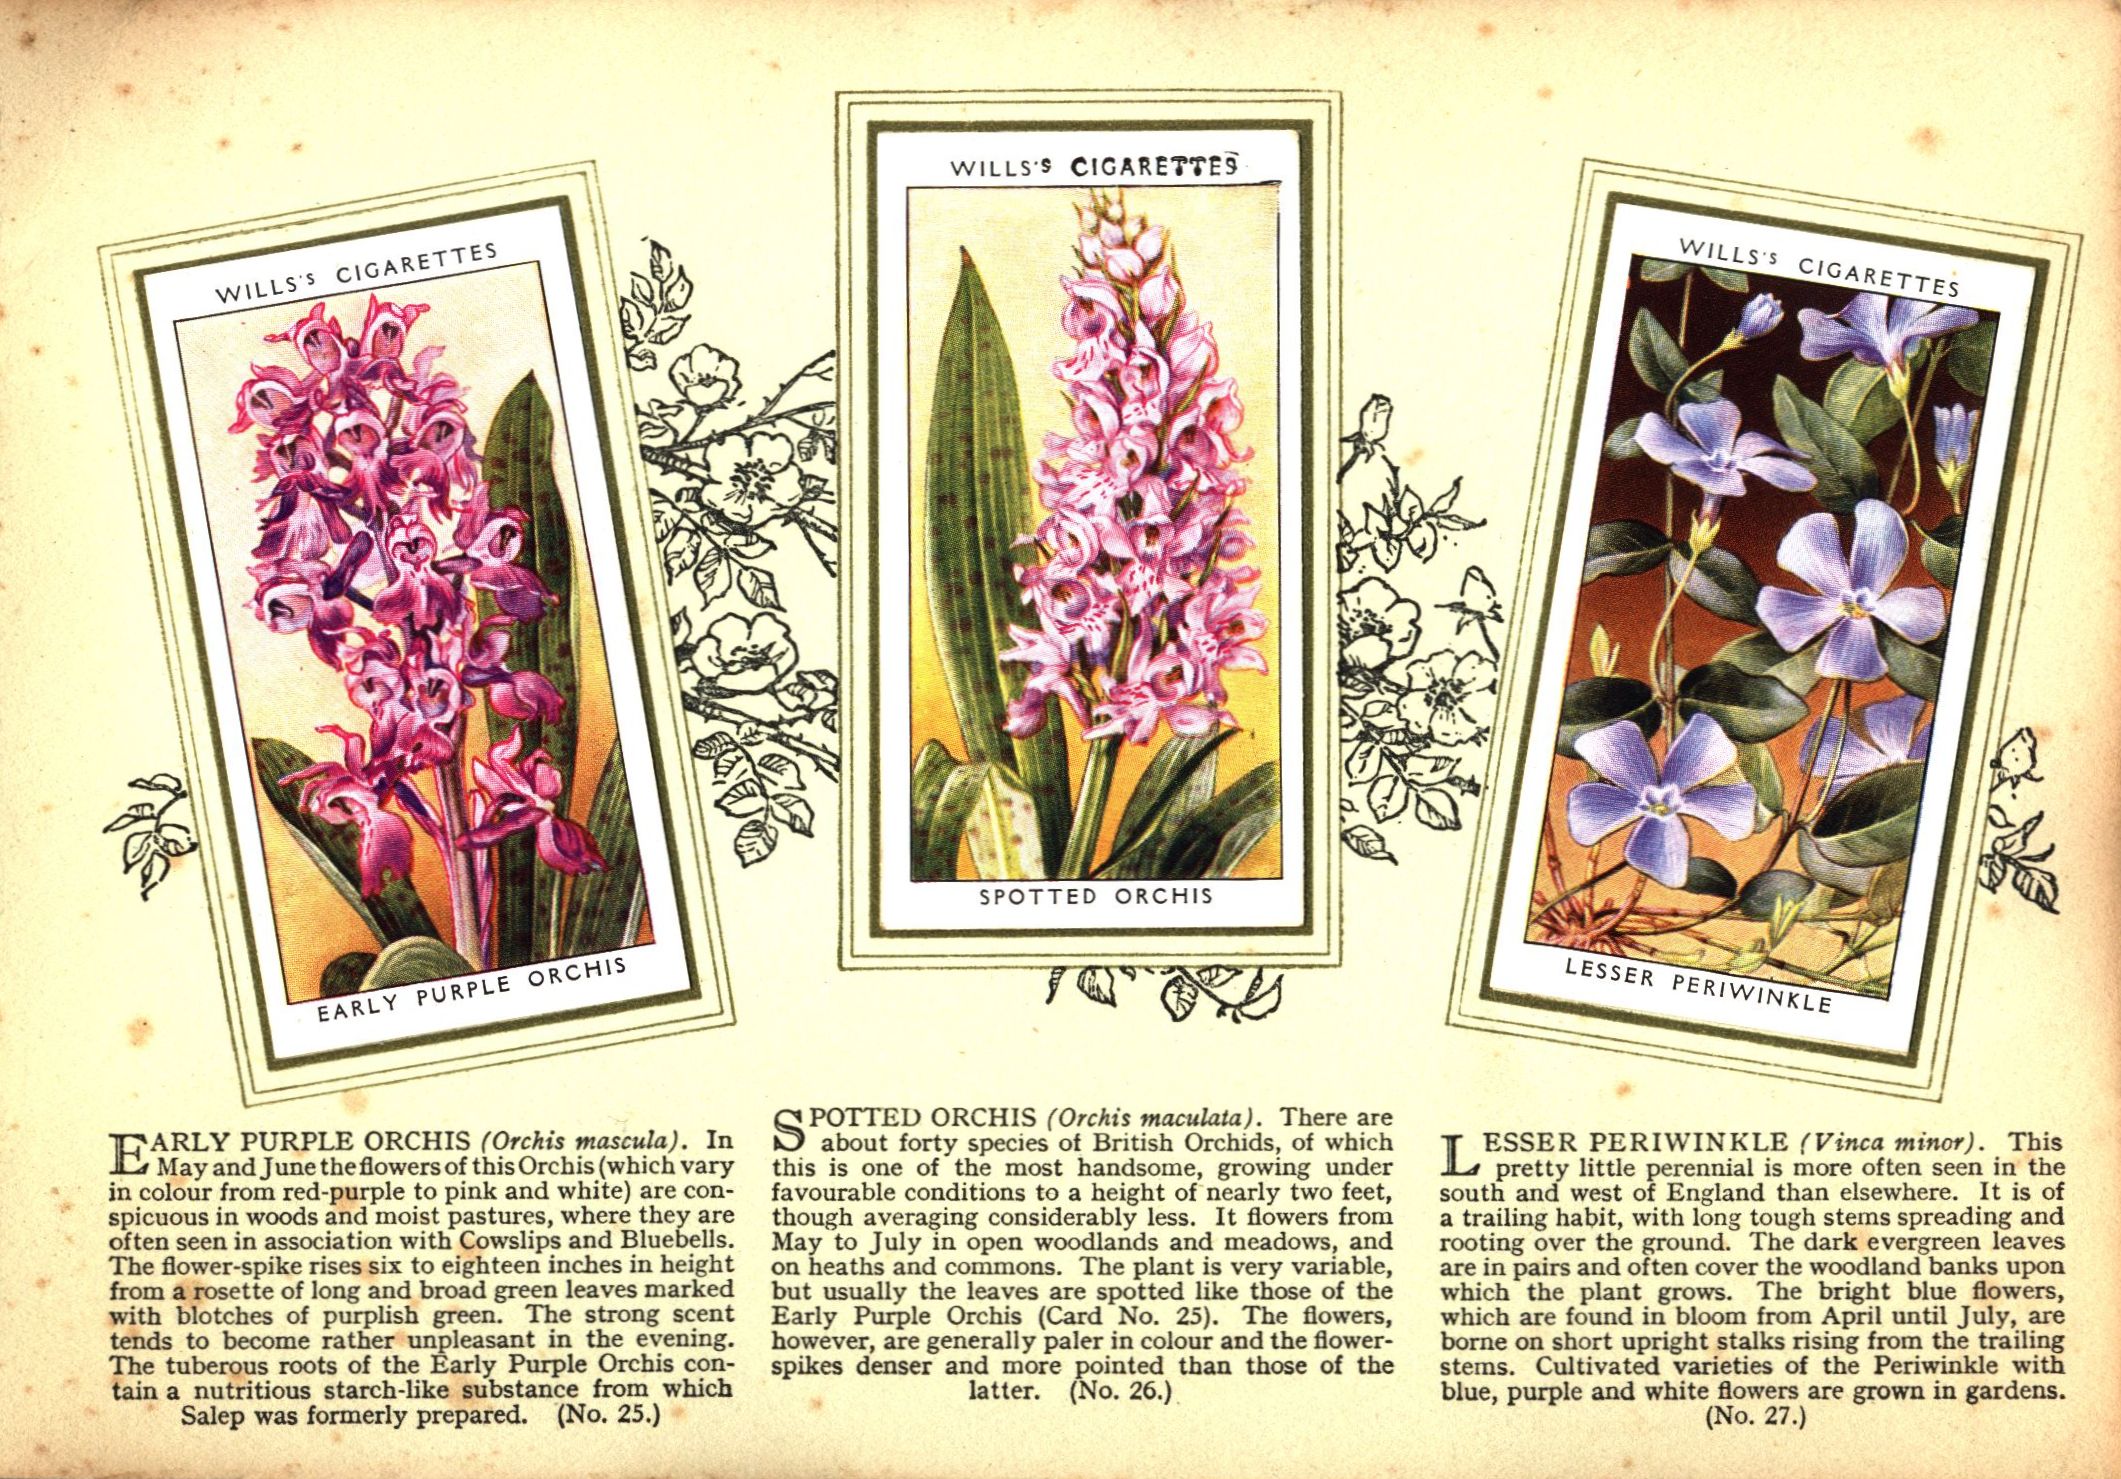 WILLS'S CIGARETTES
EARLY PURPLE ORCHIS
WILLS'S CIGARETTES
SPOTTED ORCHIS
WILLS'S CIGARETTES
LESSER PERIWINKLE
EARLY PURPLE ORCHIS (Orchis mascula). In
May and June the flowers of this Orchis (which vary
in colour from red-purple to pink and white) are con-
spicuous in woods and moist pastures, where they are
often seen in association with Cowslips and Bluebells.
The flower-spike rises six to eighteen inches in height
from a rosette of long and broad green leaves marked
with blotches of purplish green. The strong scent
tends to become rather unpleasant in the evening.
The tuberous roots of the Early Purple Orchis con-
tain a nutritious starch-like substance from which
Salep was formerly prepared. (No. 25.)
SPOTTED ORCHIS (Orchis maculata). There are
about forty species of British Orchids, of which
this is one of the most handsome, growing under
favourable conditions to a height of nearly two feet,
though averaging considerably less. It flowers from
May to July in open woodlands and meadows, and
on heaths and commons. The plant is very variable,
but usually the leaves are spotted like those of the
Early Purple Orchis (Card No. 25). The flowers,
however, are generally paler in colour and the flower-
spikes denser and more pointed than those of the
latter. (No. 26.)
LESSER PERIWINKLE (Vinca minor). This
pretty little perennial is more often seen in the
south and west of England than elsewhere. It is of
a trailing habit, with long tough stems spreading and
rooting over the ground. The dark evergreen leaves
are in pairs and often cover the woodland banks upon
which the plant grows. The bright blue flowers,
which are found in bloom from April until July, are
borne on short upright stalks rising from the trailing
stems. Cultivated varieties of the Periwinkle with
blue, purple and white flowers are grown in gardens.
(No. 27.)